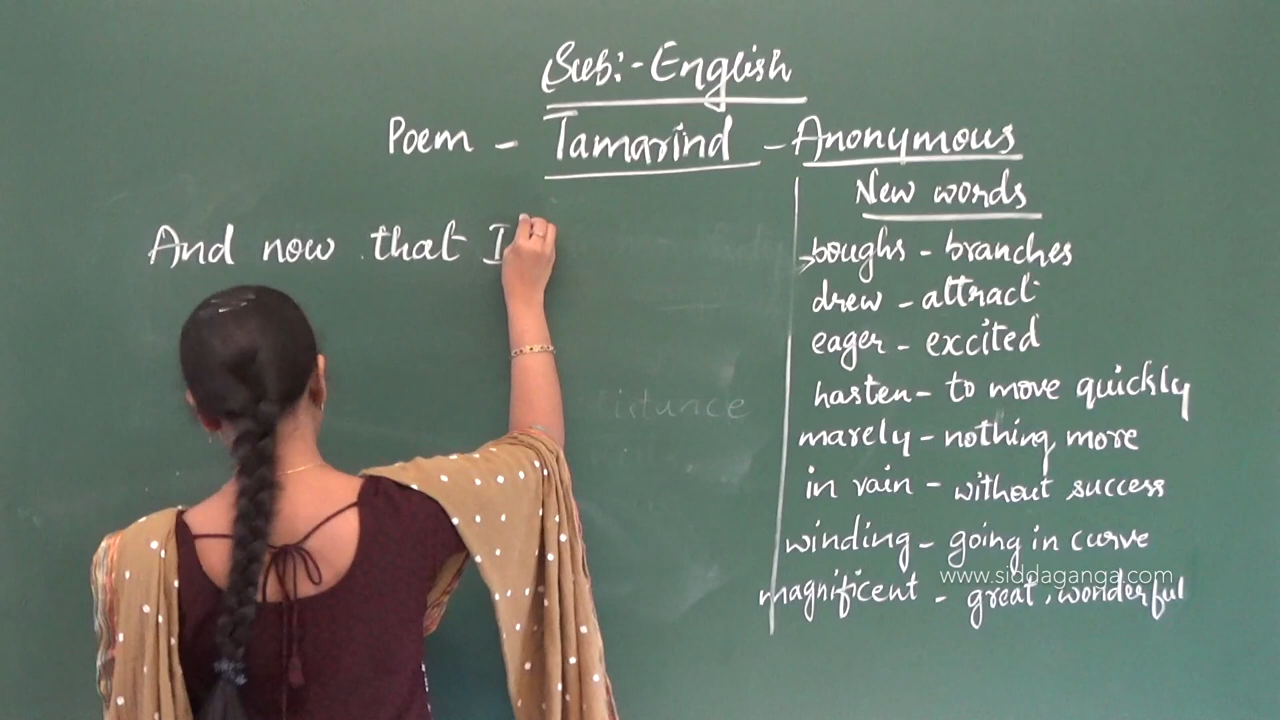 Sub:- English
Poem - Tamarind - Anonymous
And now that I
New words
boughs - branches
drew - attract
eager - excited
hasten - to move quickly
marely - nothing more
in vain - without success
winding - going in curve
www.siddaganga.com
magnificent - great, wonderful